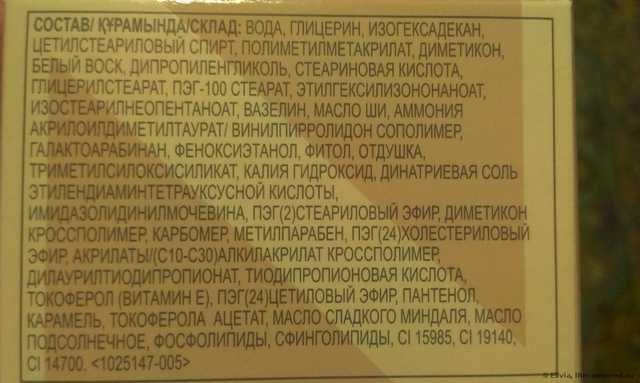 СОСТАВ/ ҚҰРАМЫНДА/СКЛАД: ВОДА, ГЛИЦЕРИН, ИЗОГЕКСАДЕКАН,
ЦЕТИЛСТЕАРИЛОВЫЙ СПИРТ, ПОЛИМЕТИЛМЕТАКРИЛАТ, ДИМЕТИКОН,
БЕЛЫЙ ВОСК, ДИПРОПИЛЕНГЛИКОЛЬ, СТЕАРИНОВАЯ КИСЛОТА,
ГЛИЦЕРИЛСТЕАРАТ, ПЭГ-100 СТЕАРАТ, ЭТИЛГЕКСИЛИЗОНОНАНОАТ,
ИЗОСТЕАРИЛНЕОПЕНТАНОАТ, ВАЗЕЛИН, МАСЛО ШИ, АММОНИЯ
АКРИЛОИЛДИМЕТИЛТАУРАТ/ ВИНИЛПИРРОЛИДОН СОПОЛИМЕР,
ГАЛАКТОАРАБИНАН, ФЕНОКСИЭТАНОЛ, ФИТОЛ, ОТДУШКА,
ТРИМЕТИЛСИЛОКСИСИЛИКАТ, КАЛИЯ ГИДРОКСИД, ДИНАТРИЕВАЯ СОЛЬ
ЭТИЛЕНДИАМИНТЕТРАУКСУСНОЙ КИСЛОТЫ,
ИМИДАЗОЛИДИНИЛМОЧЕВИНА, ПЭГ(2)СТЕАРИЛОВЫЙ ЭФИР, ДИМЕТИКОН
КРОССПОЛИМЕР, КАРБОМЕР, МЕТИЛПАРАБЕН, ПЭГ(24)ХОЛЕСТЕРИЛОВЫЙ
ЭФИР, АКРИЛАТЫ/(С10-С30)АЛКИЛАКРИЛАТ КРОССПОЛИМЕР,
ДИЛАУРИЛТИОДИПРОПИОНАТ, ТИОДИПРОПИОНОВАЯ КИСЛОТА,
ТОКОФЕРОЛ (ВИТАМИН Е), ПЭГ(24)ЦЕТИЛОВЫЙ ЭФИР, ПАНТЕНОЛ,
КАРАМЕЛЬ, ТОКОФЕРОЛА АЦЕТАТ, МАСЛО СЛАДКОГО МИНДАЛЯ, МАСЛО
ПОДСОЛНЕЧНОЕ, ФОСФОЛИПИДЫ, СФИНГОЛИПИДЫ, CI 15985, CI 19140,
CI 14700. <1025147-005>